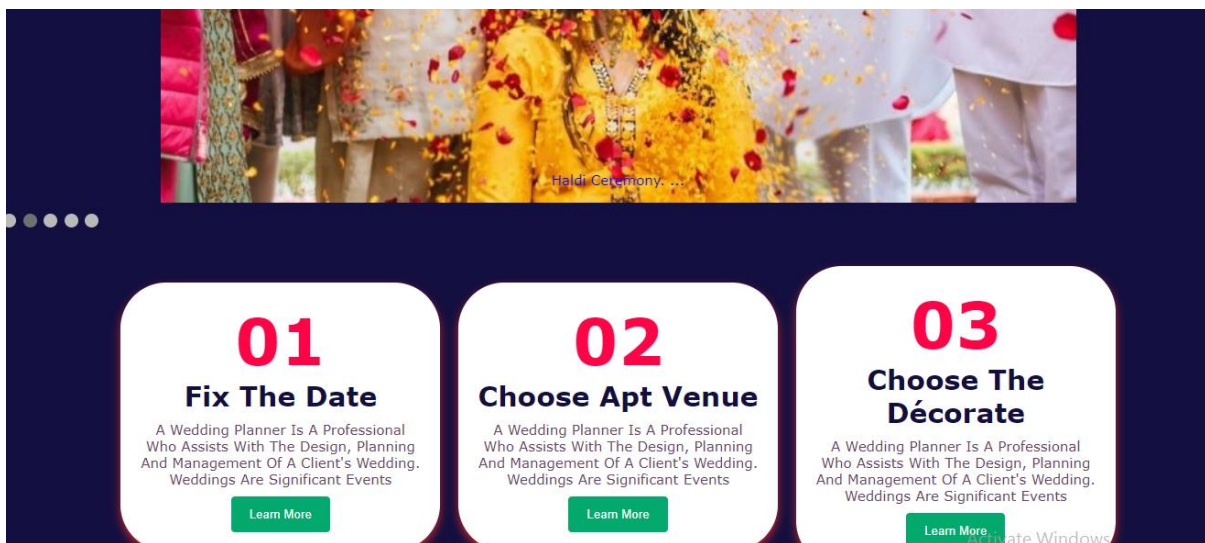 Haldi Ceremony. ...
01
Fix The Date
A Wedding Planner Is A Professional
Who Assists With The Design, Planning
And Management Of A Client's Wedding.
Weddings Are Significant Events
Learn More
02
Choose Apt Venue
A Wedding Planner Is A Professional
Who Assists With The Design, Planning
And Management Of A Client's Wedding.
Weddings Are Significant Events
Learn More
03
Choose The
Décorate
A Wedding Planner Is A Professional
Who Assists With The Design, Planning
And Management Of A Client's Wedding.
Weddings Are Significant Events
Learn More
Activate Windows